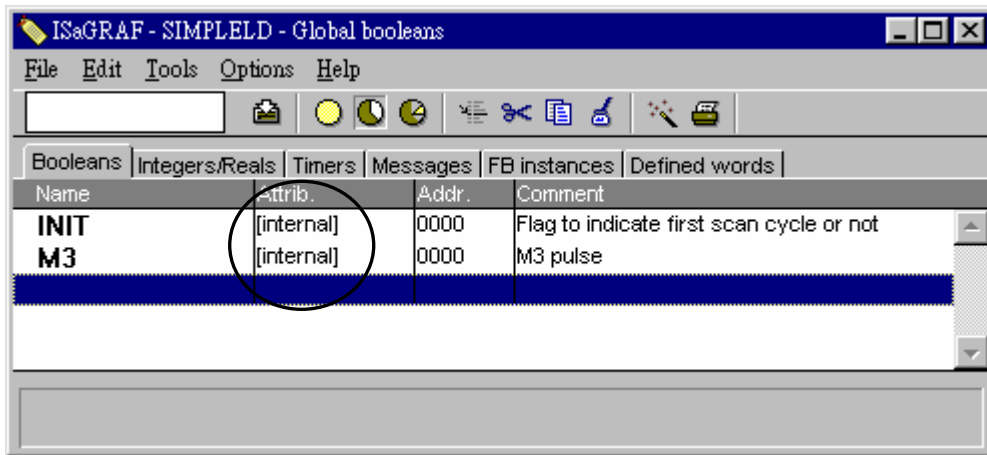 ISaGRAF - SIMPLELD - Global booleans
File Edit Tools Options Help
Booleans Integers/Reals Timers Messages FB instances Defined words
Name Attrib. Addr. Comment
INIT [internal] 0000 Flag to indicate first scan cycle or not
M3 [internal] 0000 M3 pulse